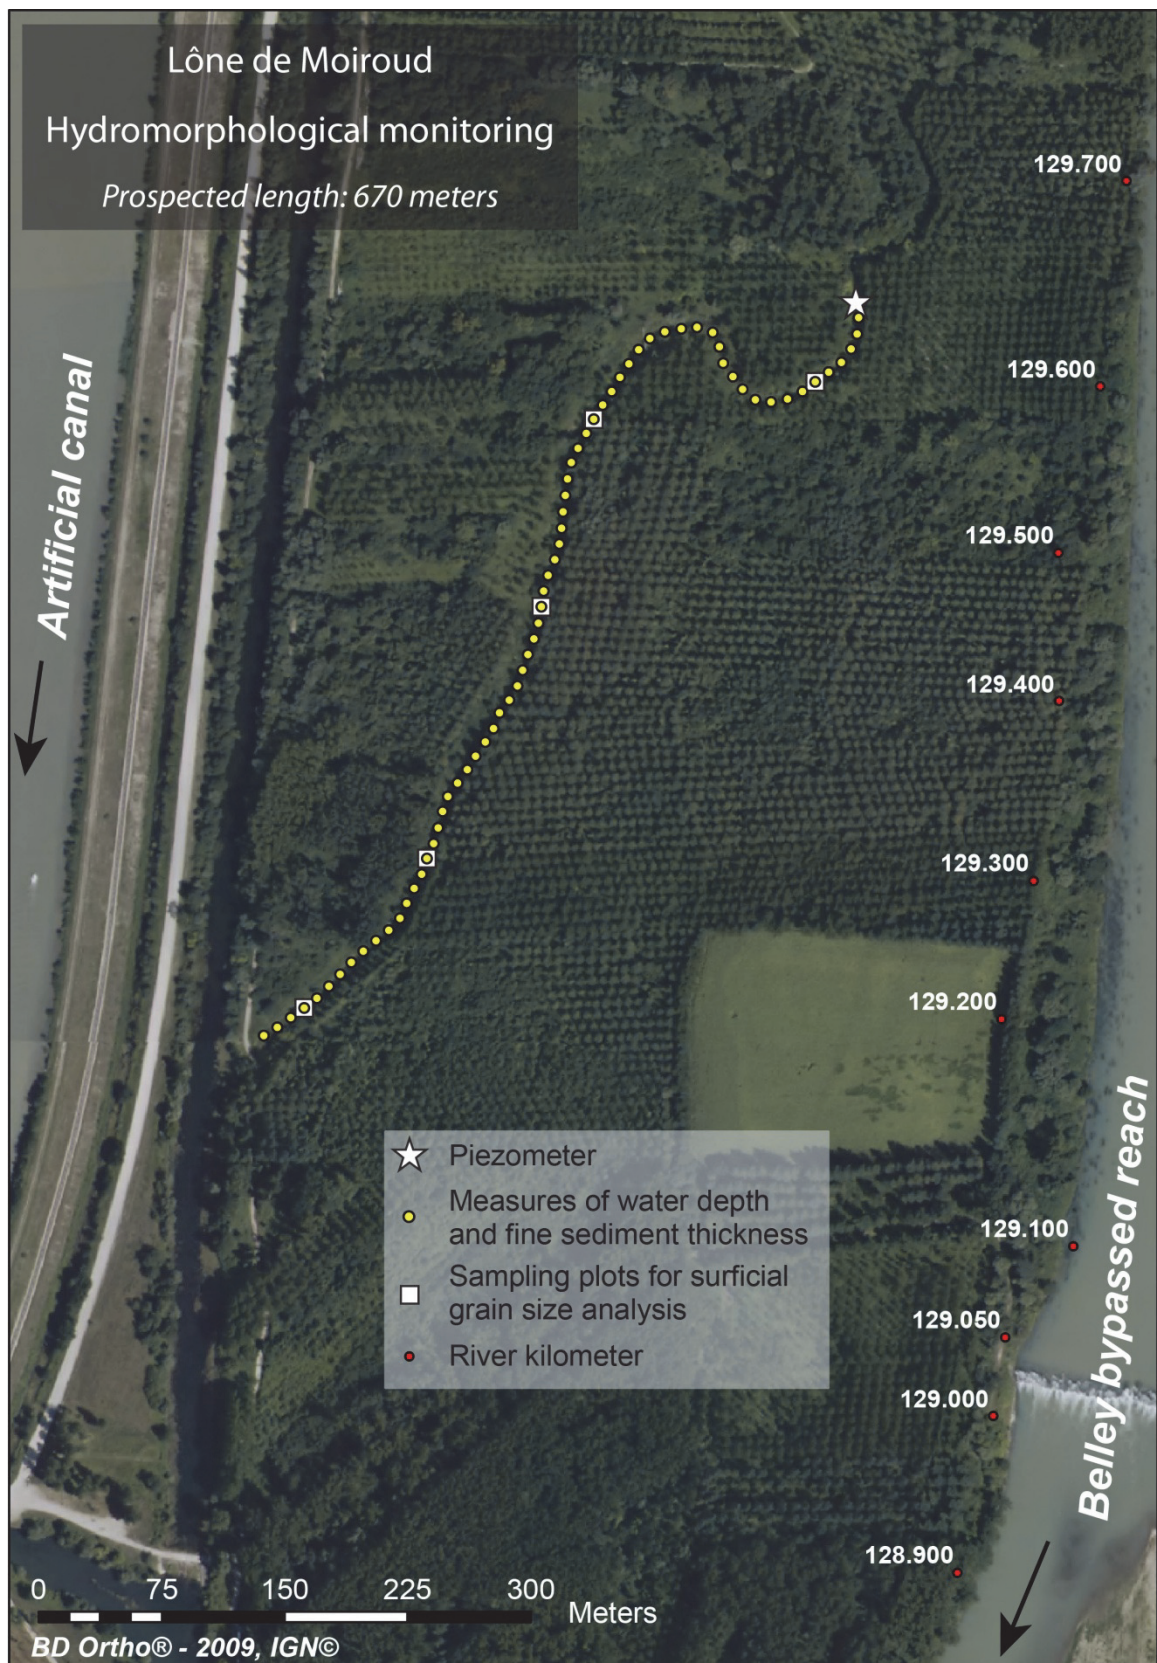 Lône de Moiroud
Hydromorphological monitoring
Prospected length: 670 meters
129.700
129.600
Artificial canal
129.500
129.400
129.300
129.200
Piezometer
Measures of water depth
and fine sediment thickness
Sampling plots for surficial
grain size analysis
River kilometer
129.100
129.050
129.000
Belley bypassed reach
128.900
0 75 150 225 300
Meters
BD Ortho® - 2009, IGN©